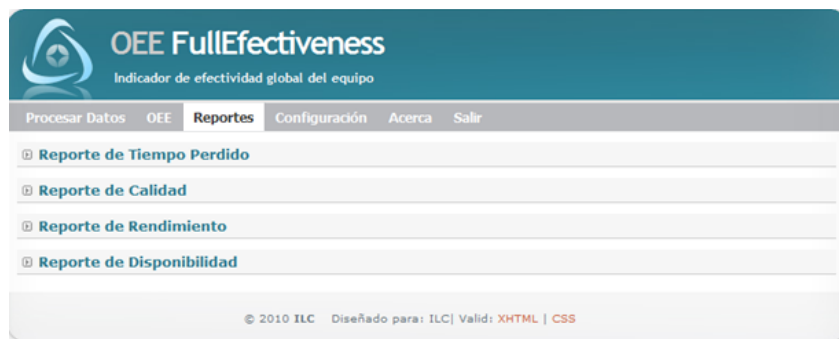 OEE FullEfectiveness
Indicador de efectividad global del equipo
Procesar Datos OEE Reportes Configuración Acerca Salir
Reporte de Tiempo Perdido
Reporte de Calidad
Reporte de Rendimiento
Reporte de Disponibilidad
© 2010 ILC Diseñado para: ILC| Valid: XHTML | CSS